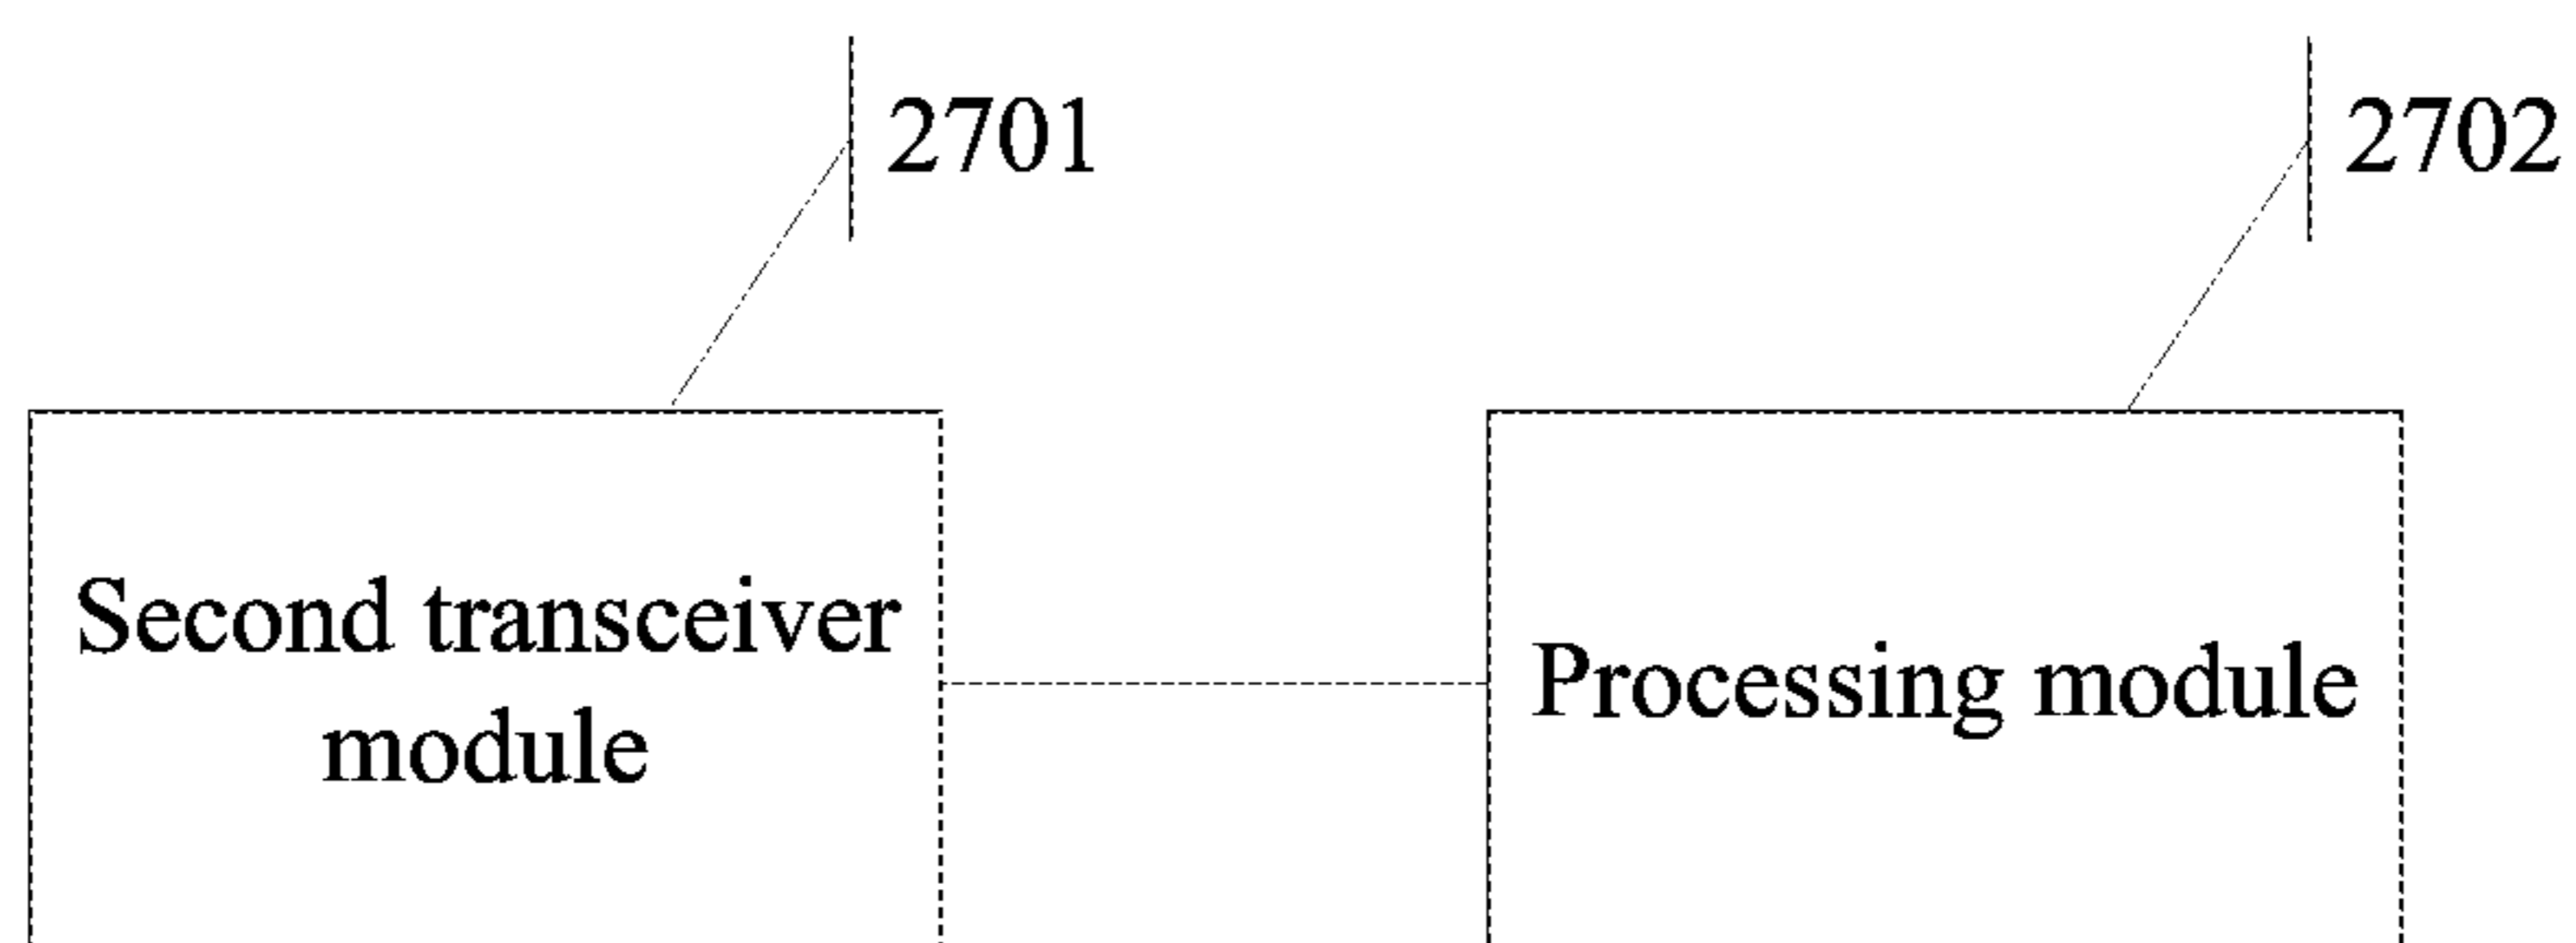 2701
2702
Second transceiver
module
Processing module